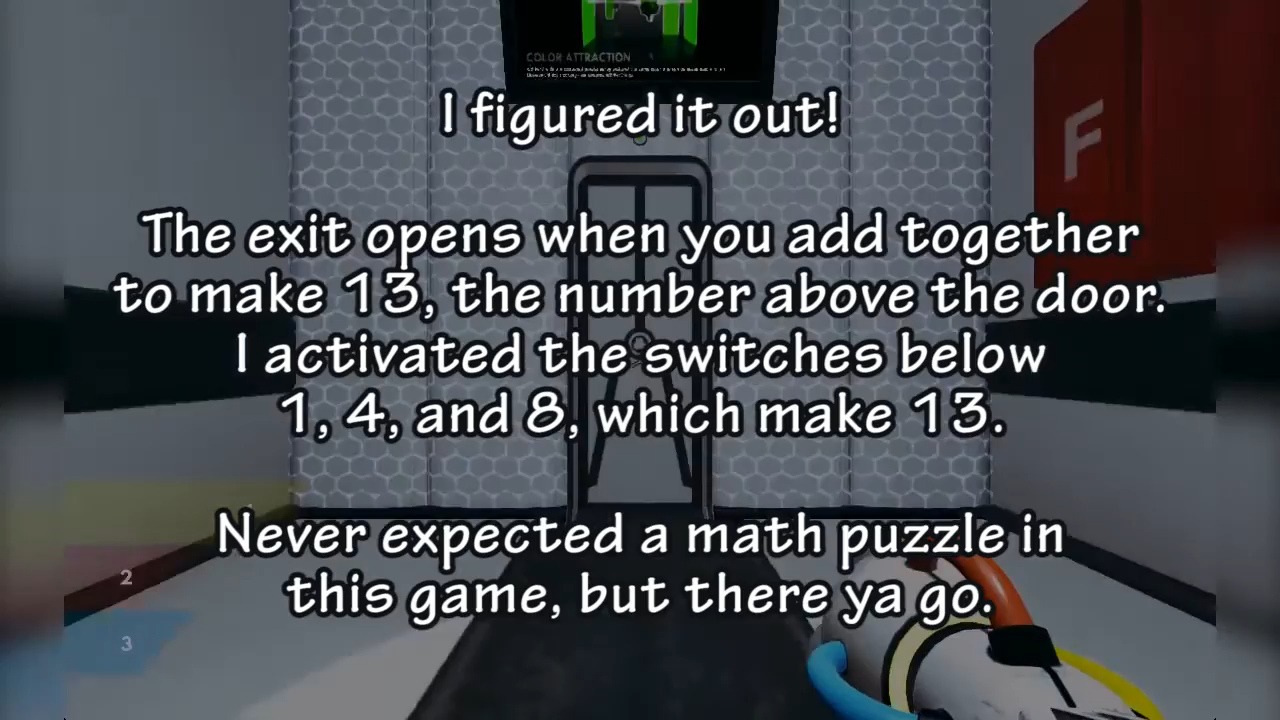 COLOR ATTRACTION
I figured it out!
F
The exit opens when you add together
to make 13, the number above the door.
I activated the switches below
1, 4, and 8, which make 13.
Never expected a math puzzle in
this game, but there ya go.
2
3